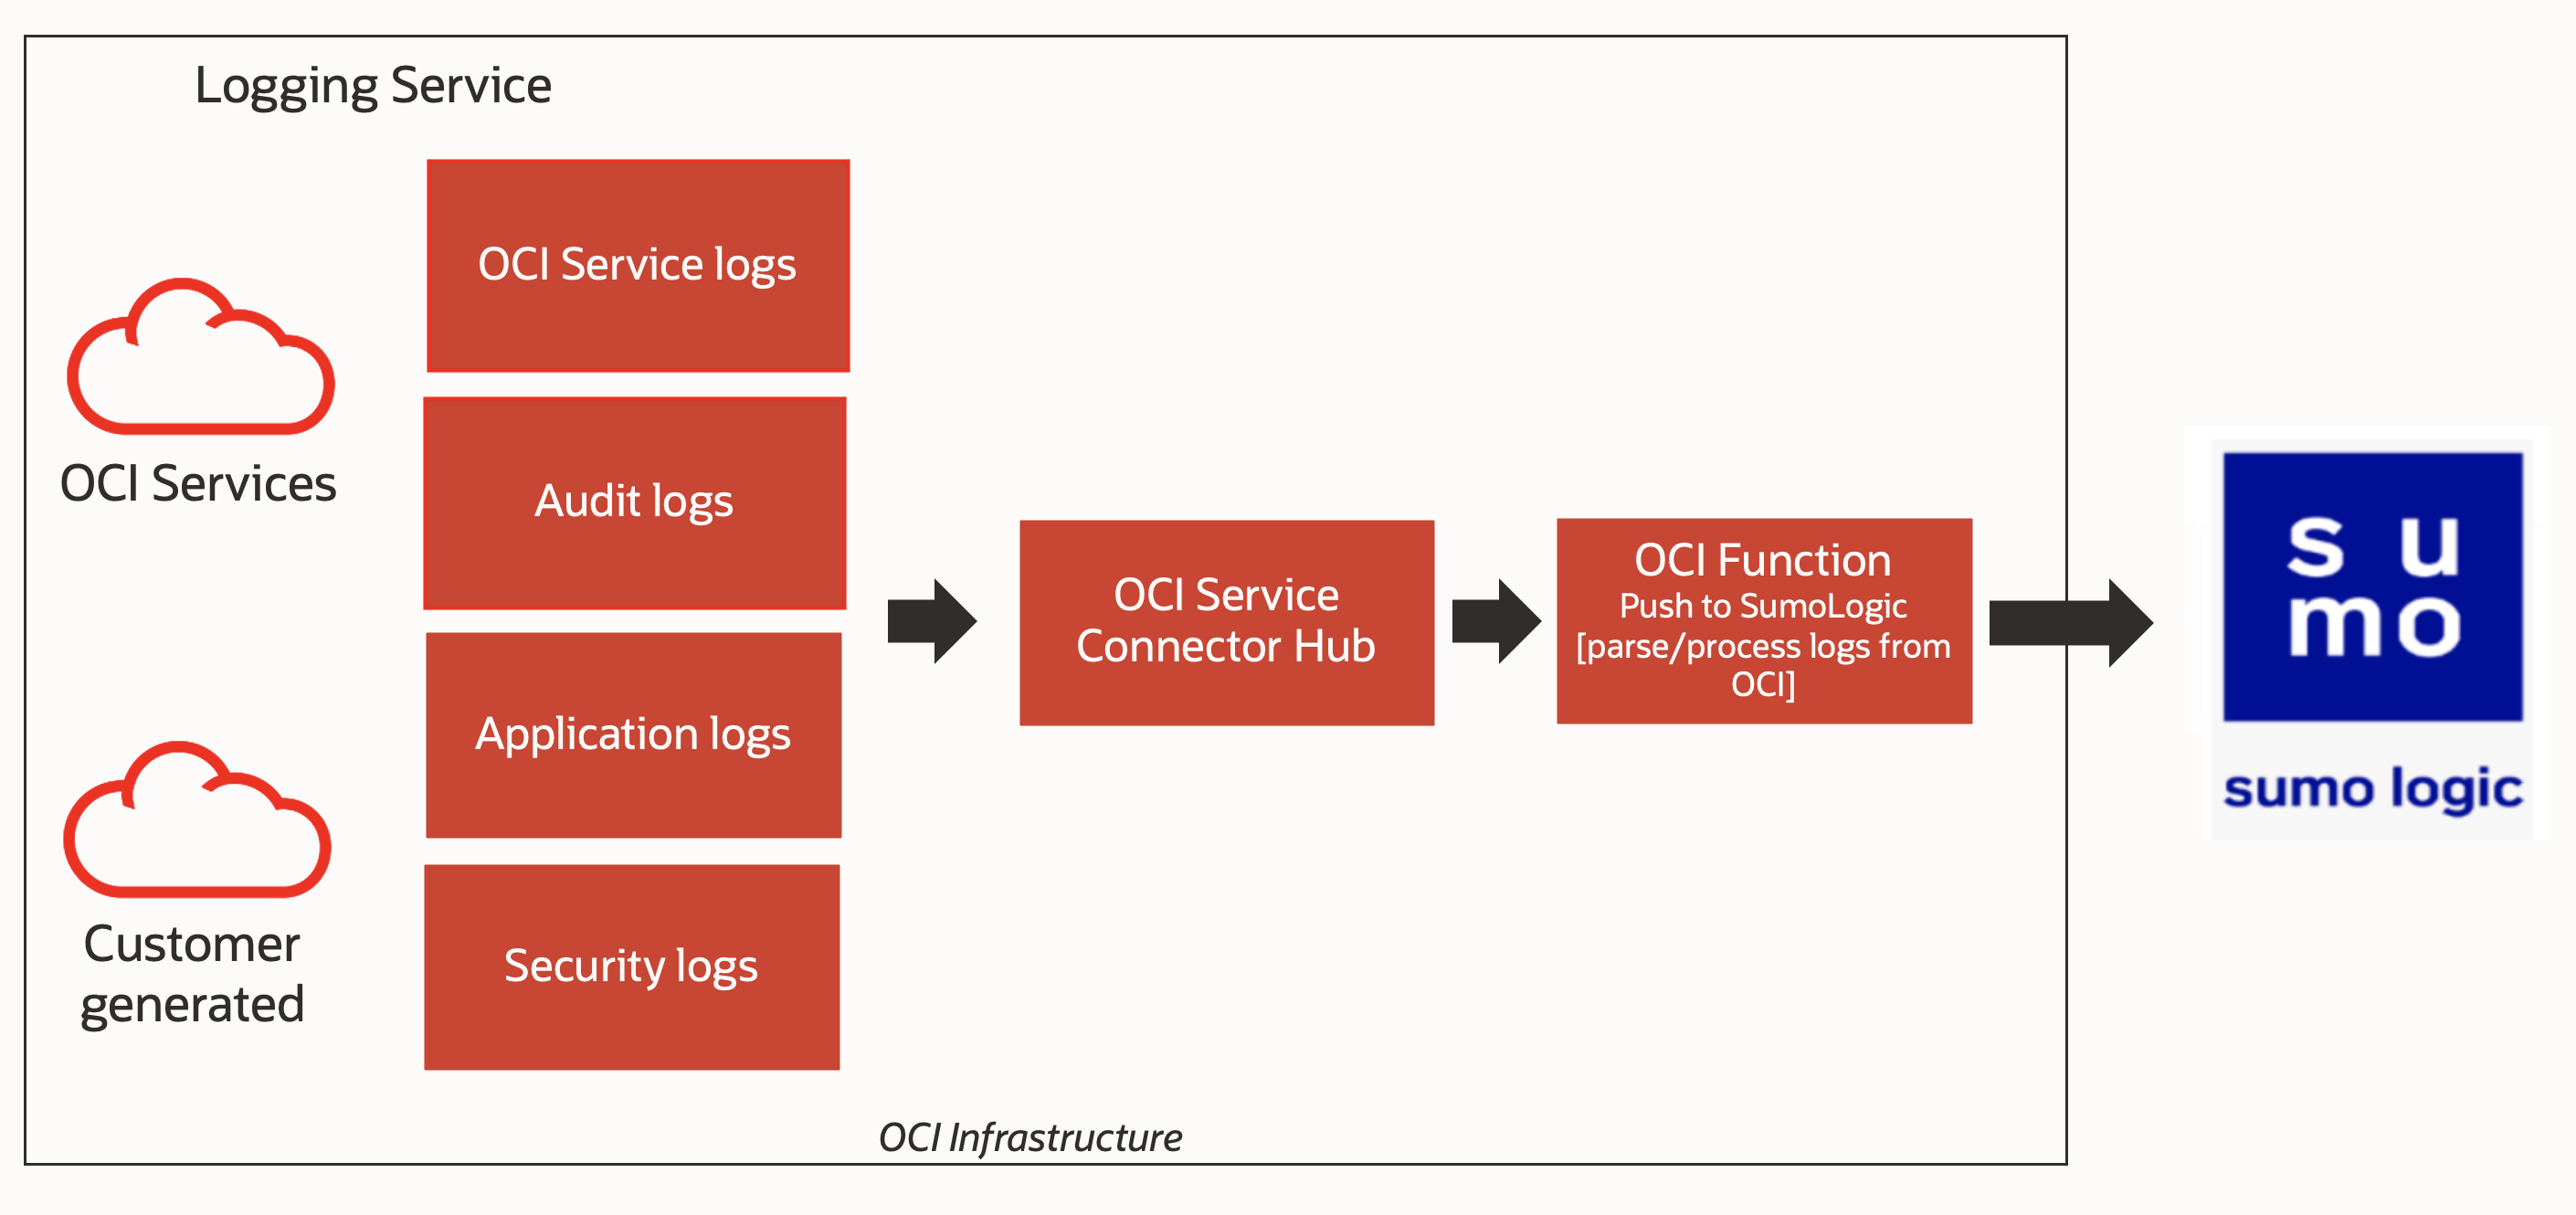 Logging Service
OCI Services
Customer
generated
OCI Service logs
Audit logs
Application logs
Security logs
OCI Service
Connector Hub
OCI Function
Push to SumoLogic
[parse/process logs from
OCI]
su
mo
sumo logic
OCI Infrastructure